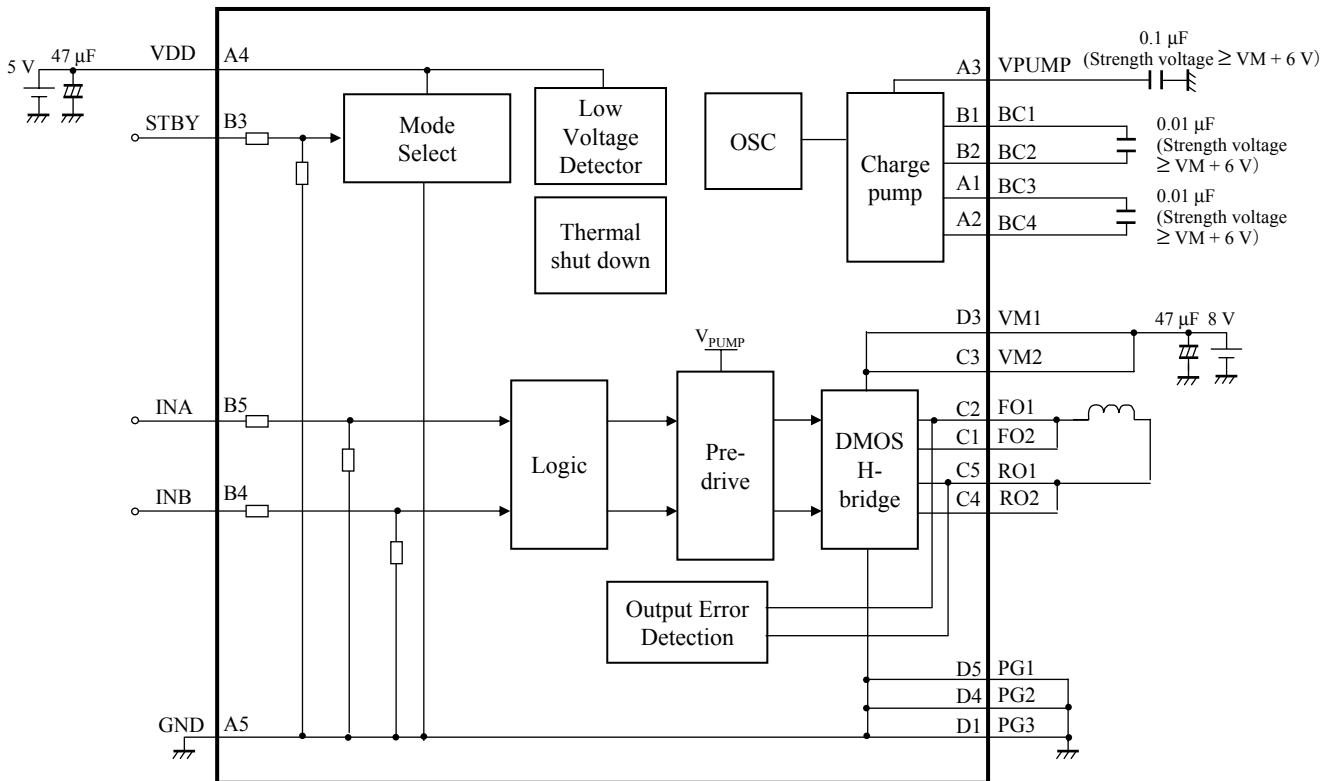 5 V
47 μF
VDD
A4
STBY
B3
Mode
Select
Low
Voltage
Detector
Thermal
shut down
OSC
Charge
pump
A3
VPUMP
0.1 μF
(Strength voltage ≥ VM + 6 V)
B1
BC1
B2
BC2
A1
BC3
A2
BC4
0.01 μF
(Strength voltage
≥ VM + 6 V)
0.01 μF
(Strength voltage
≥ VM + 6 V)
D3
VM1
C3
VM2
47 μF
8 V
VPUMP
INA
B5
INB
B4
Logic
Pre-
drive
DMOS
H-
bridge
C2
FO1
C1
FO2
C5
RO1
C4
RO2
Output Error
Detection
D5
PG1
D4
PG2
D1
PG3
GND
A5